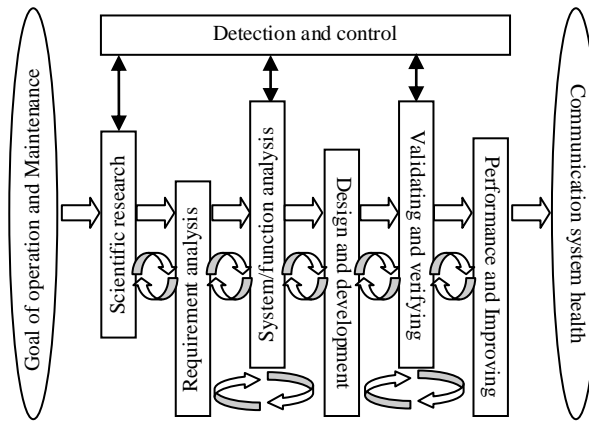 Detection and control
Goal of operation and Maintenance
Scientific research
Requirement analysis
System/function analysis
Design and development
Validating and verifying
Performance and Improving
Communication system health